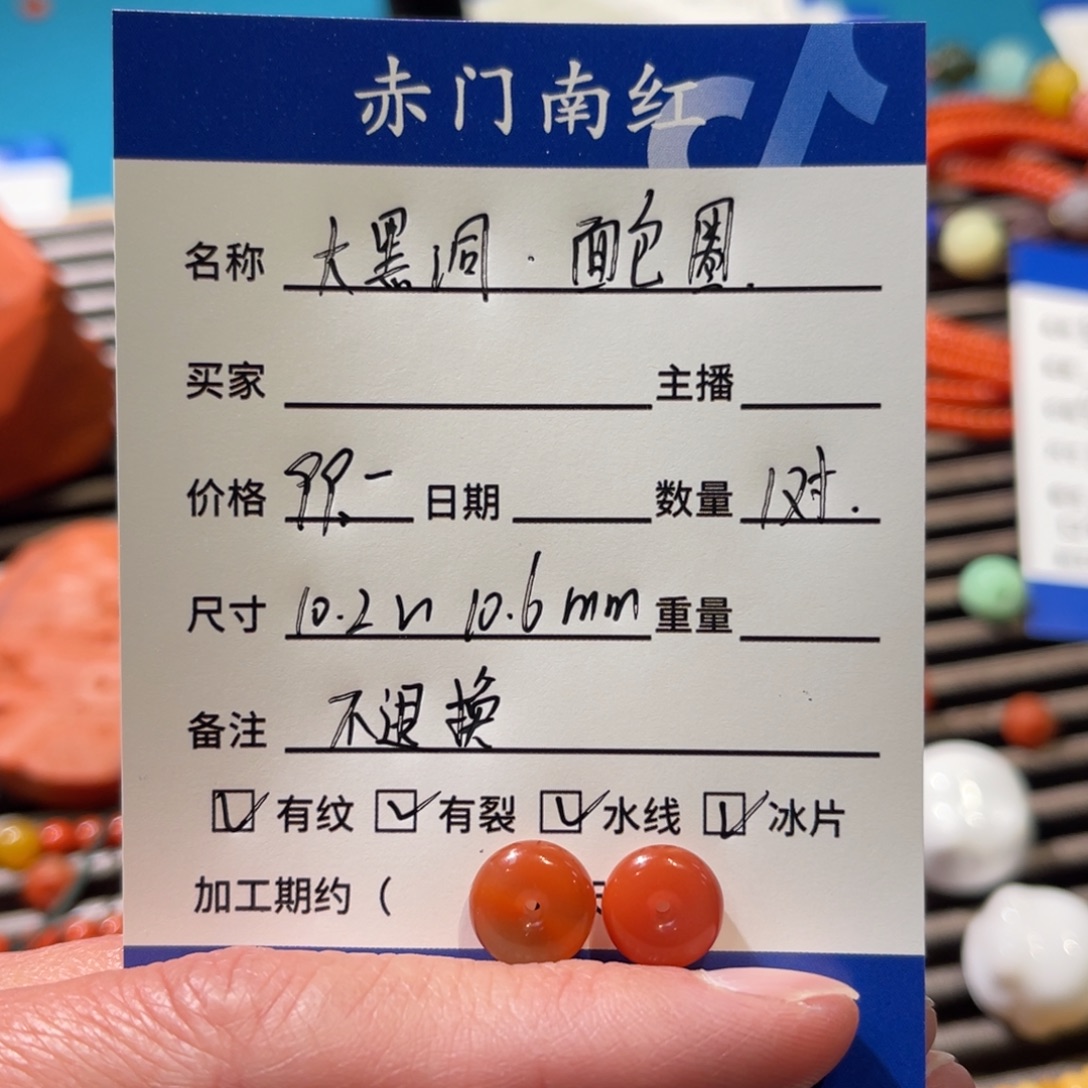 赤门南红
名称 大黑洞·面包圈.
买家 主播
价格 99.- 日期 数量 1对.
尺寸 10.2~10.6mm 重量
备注 不退换
☑有纹 ☑有裂 ☑水线 ☑冰片
加工期约(